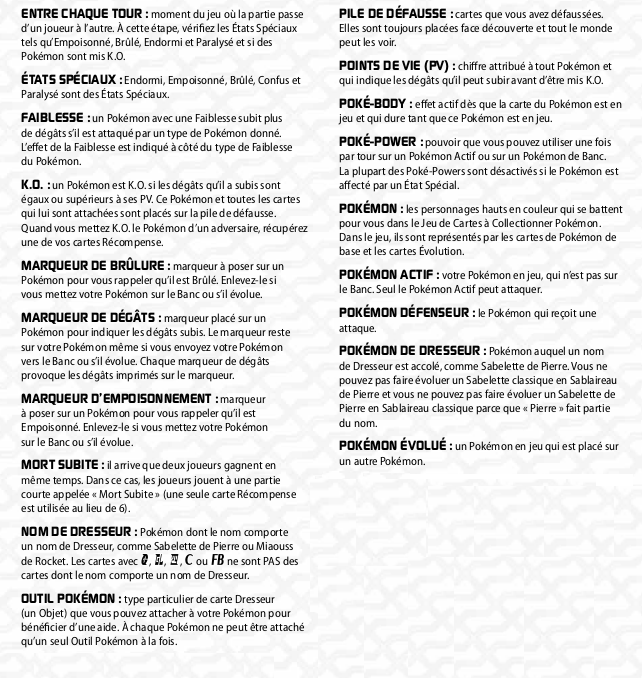 ENTRE CHAQUE TOUR : moment du jeu où la partie passe
d'un joueur à l'autre. À cette étape, vérifiez les États Spéciaux
tels qu'Empoisonné, Brûlé, Endormi et Paralysé et si des
Pokémon sont mis K.O.
ÉTATS SPÉCIAUX : Endormi, Empoisonné, Brûlé, Confus et
Paralysé sont des États Spéciaux.
FAIBLESSE : un Pokémon avec une Faiblesse subit plus
de dégâts s'il est attaqué par un type de Pokémon donné.
L'effet de la Faiblesse est indiqué à côté du type de Faiblesse
du Pokémon.
K.O. : un Pokémon est K.O. si les dégâts qu'il a subis sont
égaux ou supérieurs à ses PV. Ce Pokémon et toutes les cartes
qui lui sont attachées sont placés sur la pile de défausse.
Quand vous mettez K.O. le Pokémon d'un adversaire, récupérez
une de vos cartes Récompense.
MARQUEUR DE BRÛLURE : marqueur à poser sur un
Pokémon pour vous rappeler qu'il est Brûlé. Enlevez-le si
vous mettez votre Pokémon sur le Banc ou s'il évolue.
MARQUEUR DE DÉGÂTS : marqueur placé sur un
Pokémon pour indiquer les dégâts subis. Le marqueur reste
sur votre Pokémon même si vous envoyez votre Pokémon
vers le Banc ou s'il évolue. Chaque marqueur de dégâts
provoque les dégâts imprimés sur le marqueur.
MARQUEUR D'EMPOISONNEMENT : marqueur
à poser sur un Pokémon pour vous rappeler qu'il est
Empoisonné. Enlevez-le si vous mettez votre Pokémon
sur le Banc ou s'il évolue.
MORT SUBITE : il arrive que deux joueurs gagnent en
même temps. Dans ce cas, les joueurs jouent à une partie
courte appelée « Mort Subite » (une seule carte Récompense
est utilisée au lieu de 6).
NOM DE DRESSEUR : Pokémon dont le nom comporte
un nom de Dresseur, comme Sabelette de Pierre ou Miaouss
de Rocket. Les cartes avec , , , C ou FB ne sont PAS des
cartes dont le nom comporte un nom de Dresseur.
OUTIL POKÉMON : type particulier de carte Dresseur
(un Objet) que vous pouvez attacher à votre Pokémon pour
bénéficier d'une aide. À chaque Pokémon ne peut être attaché
qu'un seul Outil Pokémon à la fois.
PILE DE DÉFAUSSE : cartes que vous avez défaussées.
Elles sont toujours placées face découverte et tout le monde
peut les voir.
POINTS DE VIE (PV) : chiffre attribué à tout Pokémon et
qui indique les dégâts qu'il peut subir avant d'être mis K.O.
POKÉ-BODY : effet actif dès que la carte du Pokémon est en
jeu et qui dure tant que ce Pokémon est en jeu.
POKÉ-POWER : pouvoir que vous pouvez utiliser une fois
par tour sur un Pokémon Actif ou sur un Pokémon de Banc.
La plupart des Poké-Powers sont désactivés si le Pokémon est
affecté par un État Spécial.
POKÉMON : les personnages hauts en couleur qui se battent
pour vous dans le Jeu de Cartes à Collectionner Pokémon.
Dans le jeu, ils sont représentés par les cartes de Pokémon de
base et les cartes Évolution.
POKÉMON ACTIF : votre Pokémon en jeu, qui n'est pas sur
le Banc. Seul le Pokémon Actif peut attaquer.
POKÉMON DÉFENSEUR : le Pokémon qui reçoit une
attaque.
POKÉMON DE DRESSEUR : Pokémon auquel un nom
de Dresseur est accolé, comme Sabelette de Pierre. Vous ne
pouvez pas faire évoluer un Sabelette classique en Sablaireau
de Pierre et vous ne pouvez pas faire évoluer un Sabelette de
Pierre en Sablaireau classique parce que « Pierre » fait partie
du nom.
POKÉMON ÉVOLUÉ : un Pokémon en jeu qui est placé sur
un autre Pokémon.